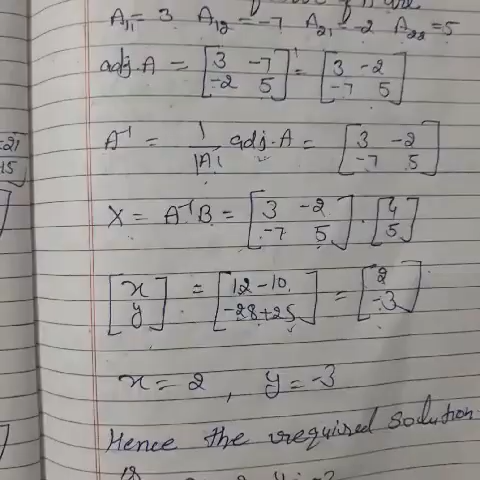 A₁₁ = 3 A₁₂ = -7 A₂₁ = -2 A₂₂ = 5
adj.A = [3 -7; -2 5]' = [3 -2; -7 5]
A⁻¹ = 1/|A| adj.A = [3 -2; -7 5]
X = A⁻¹B = [3 -2; -7 5] . [4; 5]
[x; y] = [12-10; -28+25] = [2; -3]
x = 2 , y = -3
Hence the required solution